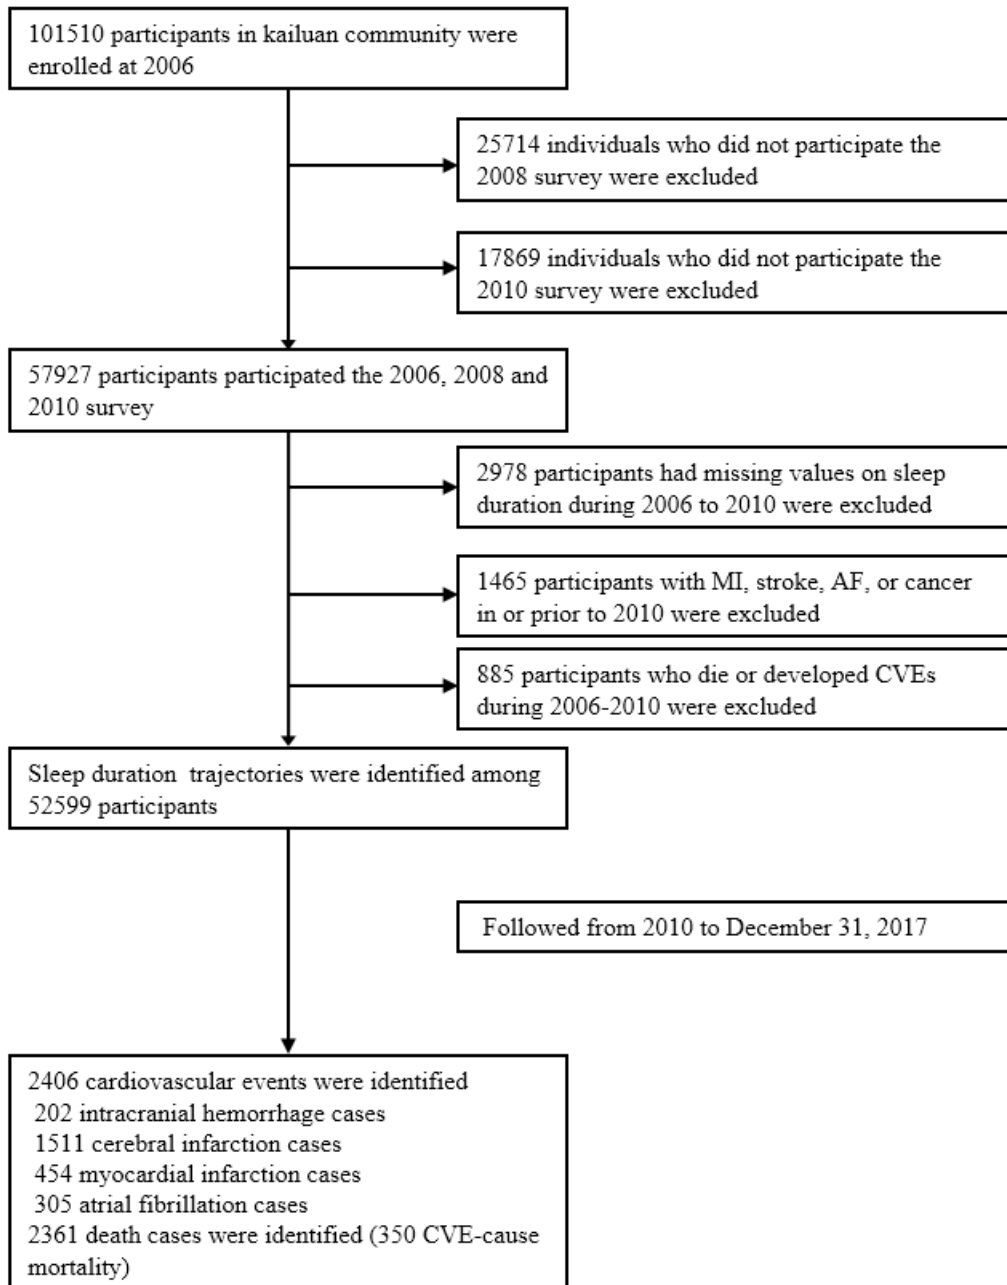 101510 participants in kailuan community were
enrolled at 2006
25714 individuals who did not participate the
2008 survey were excluded
17869 individuals who did not participate the
2010 survey were excluded
57927 participants participated the 2006, 2008 and
2010 survey
2978 participants had missing values on sleep
duration during 2006 to 2010 were excluded
1465 participants with MI, stroke, AF, or cancer
in or prior to 2010 were excluded
885 participants who die or developed CVEs
during 2006-2010 were excluded
Sleep duration trajectories were identified among
52599 participants
Followed from 2010 to December 31, 2017
2406 cardiovascular events were identified
202 intracranial hemorrhage cases
1511 cerebral infarction cases
454 myocardial infarction cases
305 atrial fibrillation cases
2361 death cases were identified (350 CVE-cause
mortality)